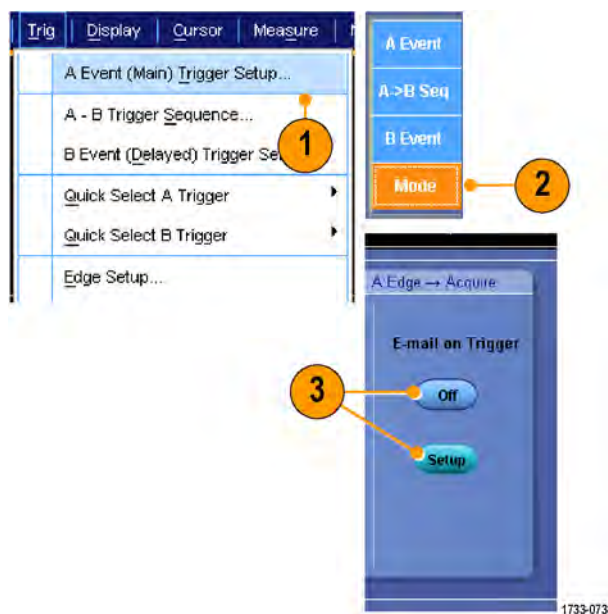 Trig Display Cursor Measure
A Event (Main) Trigger Setup...
A - B Trigger Sequence...
1
B Event (Delayed) Trigger Se
Quick Select A Trigger
Quick Select B Trigger
Edge Setup...
A Event
A->B Seq
B Event
Mode
2
A Edge → Acquire
E-mail on Trigger
3
Off
Setup
1733-073